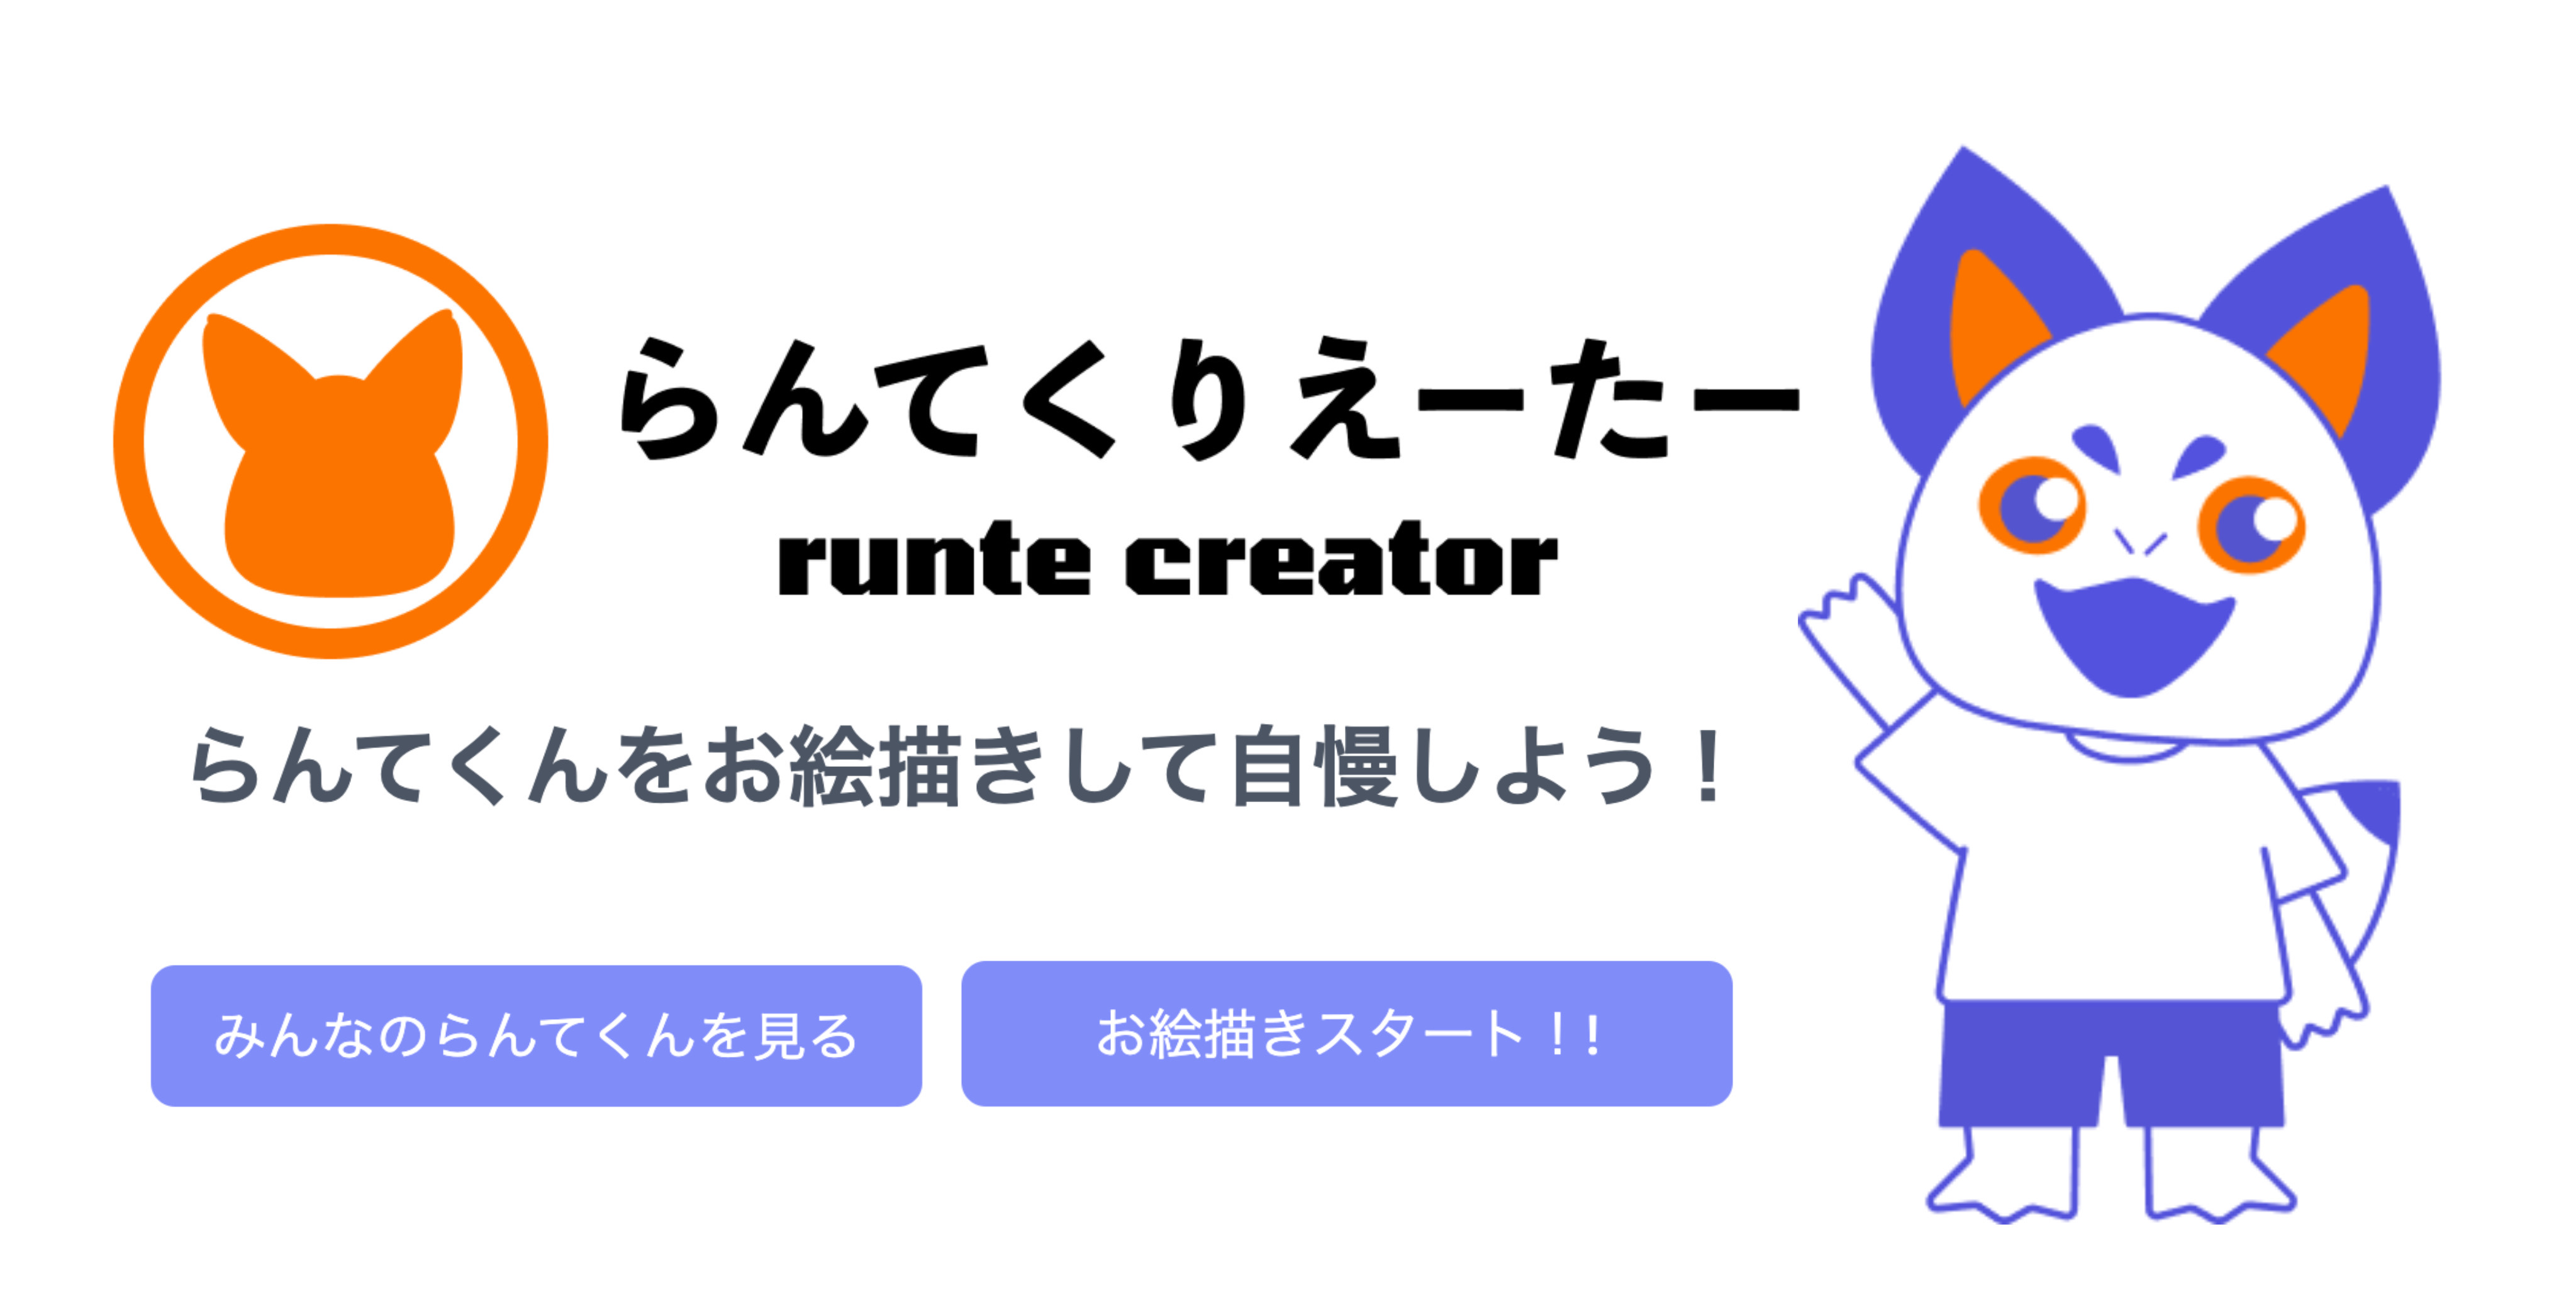 らんてくりえーたー
runte creator
らんてくんをお絵描きして自慢しよう！
みんなのらんてくんを見る
お絵描きスタート！!